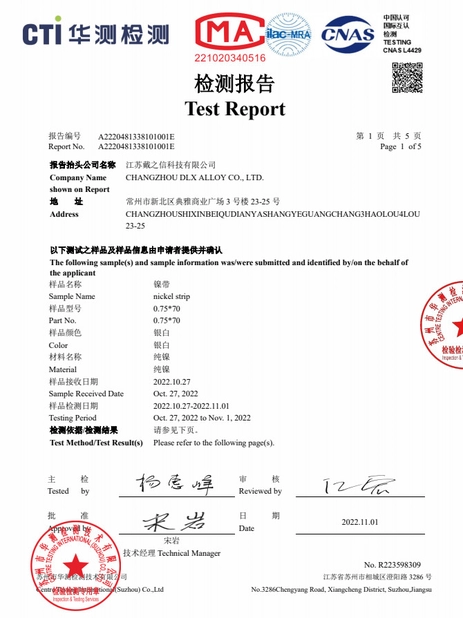 CTI 华测检测
MA
221020340516
ilac-MRA
CNAS
中国认可
国际互认
检测
TESTING
CNAS L4429
检测报告
Test Report
报告编号 A2220481338101001E 第 1 页 共 5 页
Report No. A2220481338101001E Page 1 of 5
报告抬头公司名称 江苏戴之信科技有限公司
Company Name CHANGZHOU DLX ALLOY CO., LTD.
shown on Report
地 址 常州市新北区典雅商业广场 3 号楼 23-25 号
Address CHANGZHOUSHIXINBEIQUDIANYASHANGYEGUANGCHANG3HAOLOU4LOU
23-25
以下测试之样品及样品信息由申请者提供并确认
The following sample(s) and sample information was/were submitted and identified by/on the behalf of
the applicant
样品名称 镍带
Sample Name nickel strip
样品型号 0.75*70
Part No. 0.75*70
样品颜色 银白
Color 银白
材料名称 纯镍
Material 纯镍
样品接收日期 2022.10.27
Sample Received Date Oct. 27, 2022
样品检测日期 2022.10.27-2022.11.01
Testing Period Oct. 27, 2022 to Nov. 1, 2022
检测依据/检测结果 请参见下页。
Test Method/Test Result(s) Please refer to the following page(s).
主 检 审 核
Tested by Reviewed by
批 准 宋岩 日 期
Approved by Date 2022.11.01
宋岩
技术经理 Technical Manager
No. R223598309
苏州市华测检测技术有限公司 江苏省苏州市相城区澄阳路 3286 号
Centre Testing International(Suzhou) Co.,Ltd No.3286Chengyang Road, Xiangcheng District, Suzhou,Jiangsu
检验检测专用章
Inspection & Testing Services